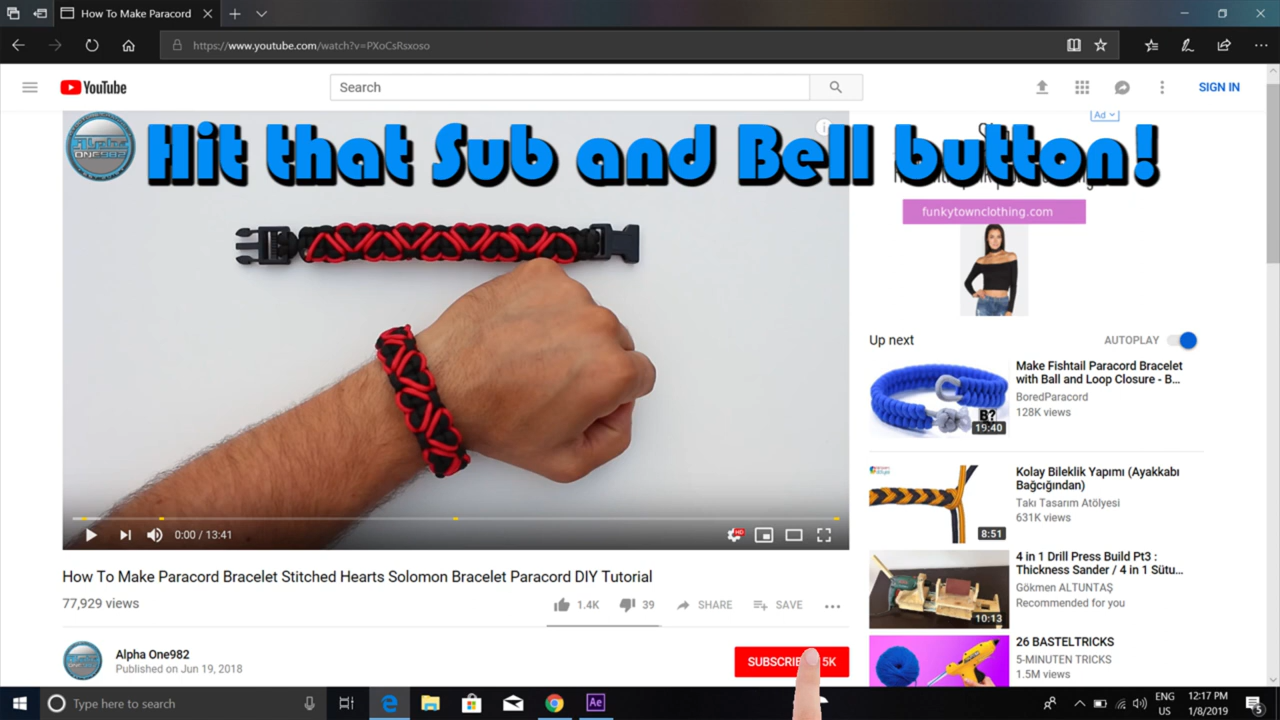 How To Make Paracord
https://www.youtube.com/watch?v=PXoCsRsxoso
YouTube
Search
SIGN IN
ONE982
Hit that Sub and Bell button!
Ad
funkytownclothing.com
Up next
AUTOPLAY
Make Fishtail Paracord Bracelet
with Ball and Loop Closure - B...
BoredParacord
128K views
B?
19:40
Kolay Bileklik Yapımı (Ayakkabı
Bağcığından)
Takı Tasarım Atölyesi
631K views
8:51
0:00 / 13:41
HD
4 in 1 Drill Press Build Pt3 :
Thickness Sander / 4 in 1 Sütu...
Gökmen ALTUNTAŞ
Recommended for you
10:13
How To Make Paracord Bracelet Stitched Hearts Solomon Bracelet Paracord DIY Tutorial
77,929 views
1.4K
39
SHARE
SAVE
Alpha One982
Published on Jun 19, 2018
5K
26 BASTELTRICKS
5-MINUTEN TRICKS
1.5M views
Type here to search
Ae
ENG
US
12:17 PM
1/8/2019
5